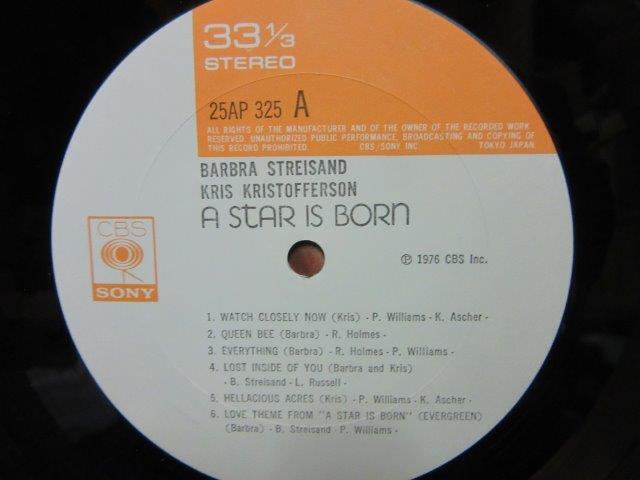 33 1/3
STEREO
25AP 325 A
ALL RIGHTS OF THE MANUFACTURER AND OF THE OWNER OF THE RECORDED WORK
RESERVED. UNAUTHORIZED PUBLIC PERFORMANCE, BROADCASTING AND COPYING OF
THIS RECORD PROHIBITED. CBS/SONY INC. TOKYO JAPAN
BARBRA STREISAND
KRIS KRISTOFFERSON
A STAR IS BORN
CBS
SONY
℗ 1976 CBS Inc.
1. WATCH CLOSELY NOW (Kris) - P. Williams - K. Ascher -
2. QUEEN BEE (Barbra) - R. Holmes -
3. EVERYTHING (Barbra) - R. Holmes - P. Williams -
4. LOST INSIDE OF YOU (Barbra and Kris)
- B. Streisand - L. Russell -
5. HELLACIOUS ACRES (Kris) - P. Williams - K. Ascher -
6. LOVE THEME FROM "A STAR IS BORN" (EVERGREEN)
(Barbra) - B. Streisand - P. Williams -